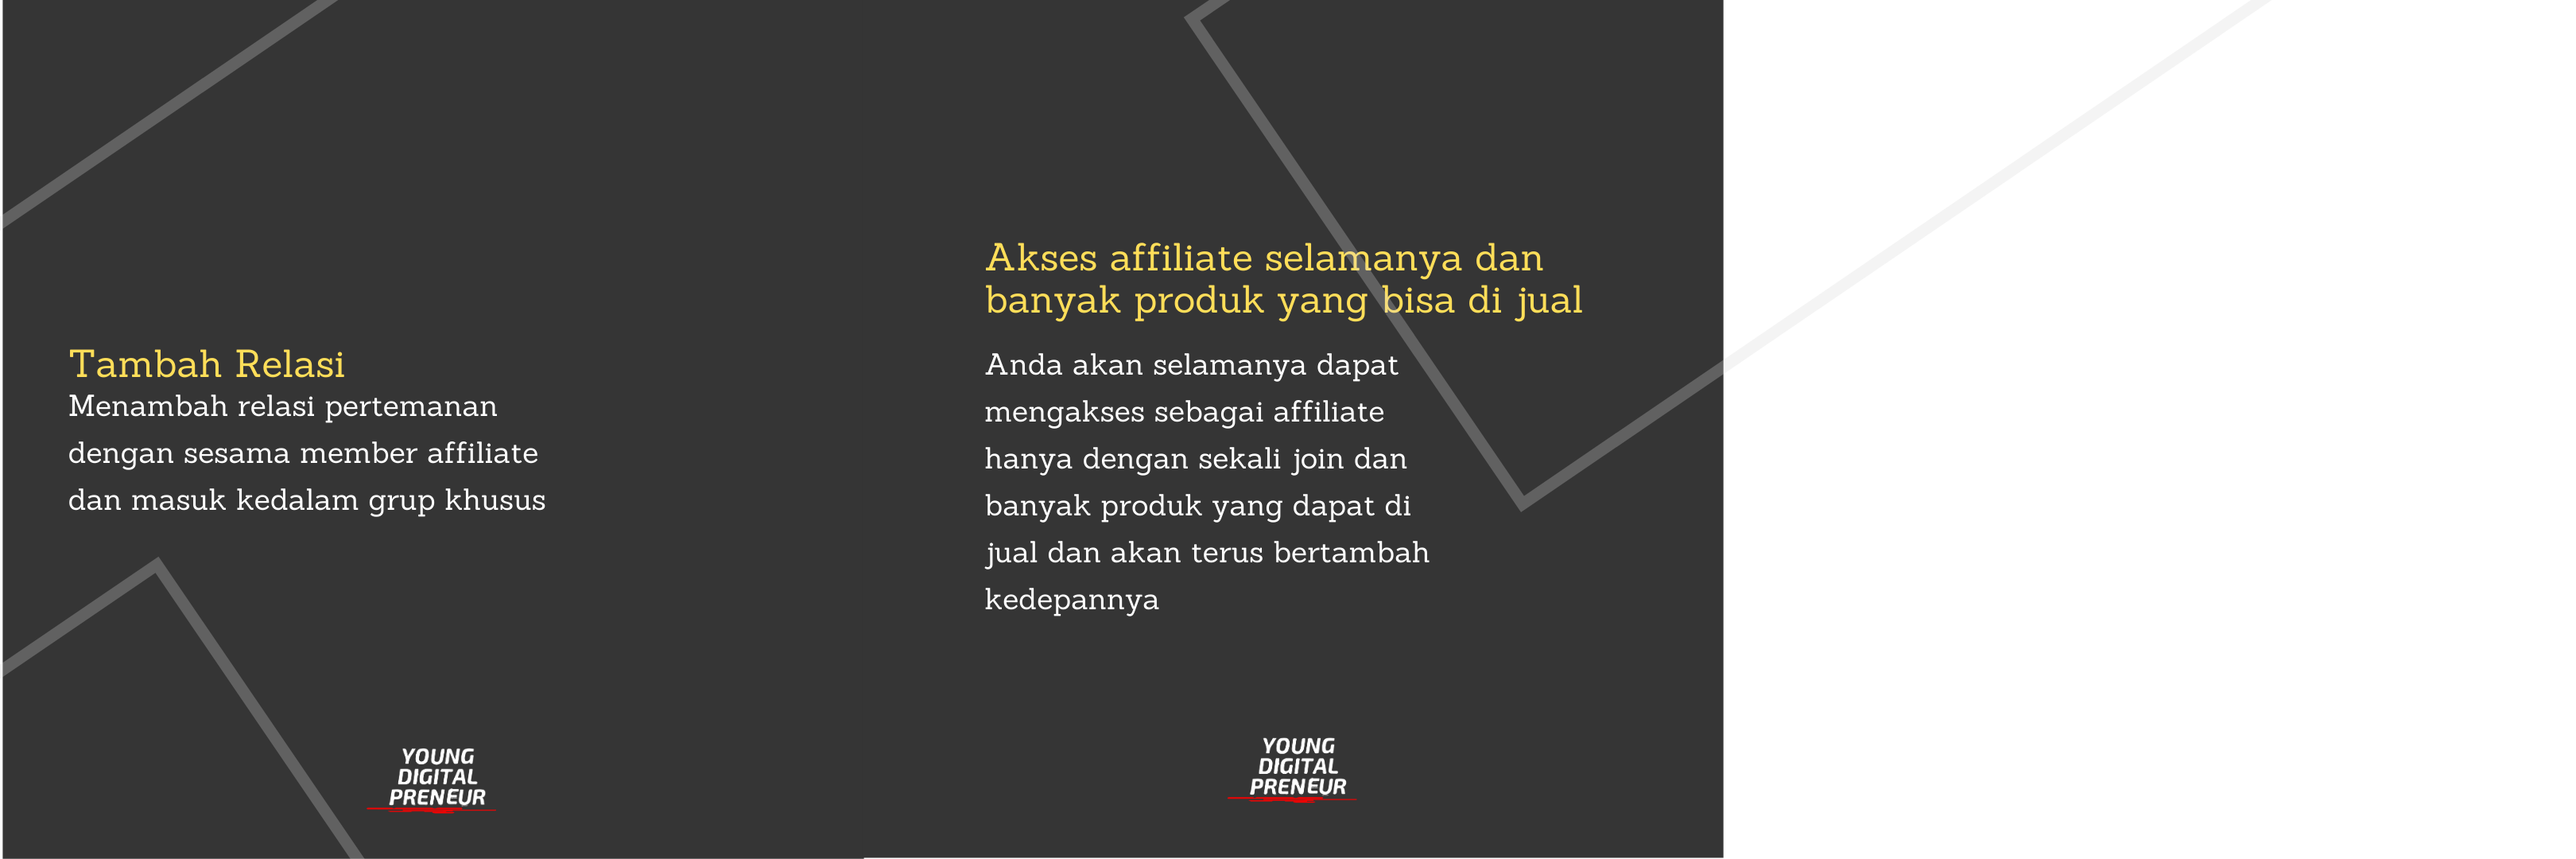 Tambah Relasi
Menambah relasi pertemanan
dengan sesama member affiliate
dan masuk kedalam grup khusus
YOUNG
DIGITAL
PRENEUR
Akses affiliate selamanya dan
banyak produk yang bisa di jual
Anda akan selamanya dapat
mengakses sebagai affiliate
hanya dengan sekali join dan
banyak produk yang dapat di
jual dan akan terus bertambah
kedepannya
YOUNG
DIGITAL
PRENEUR